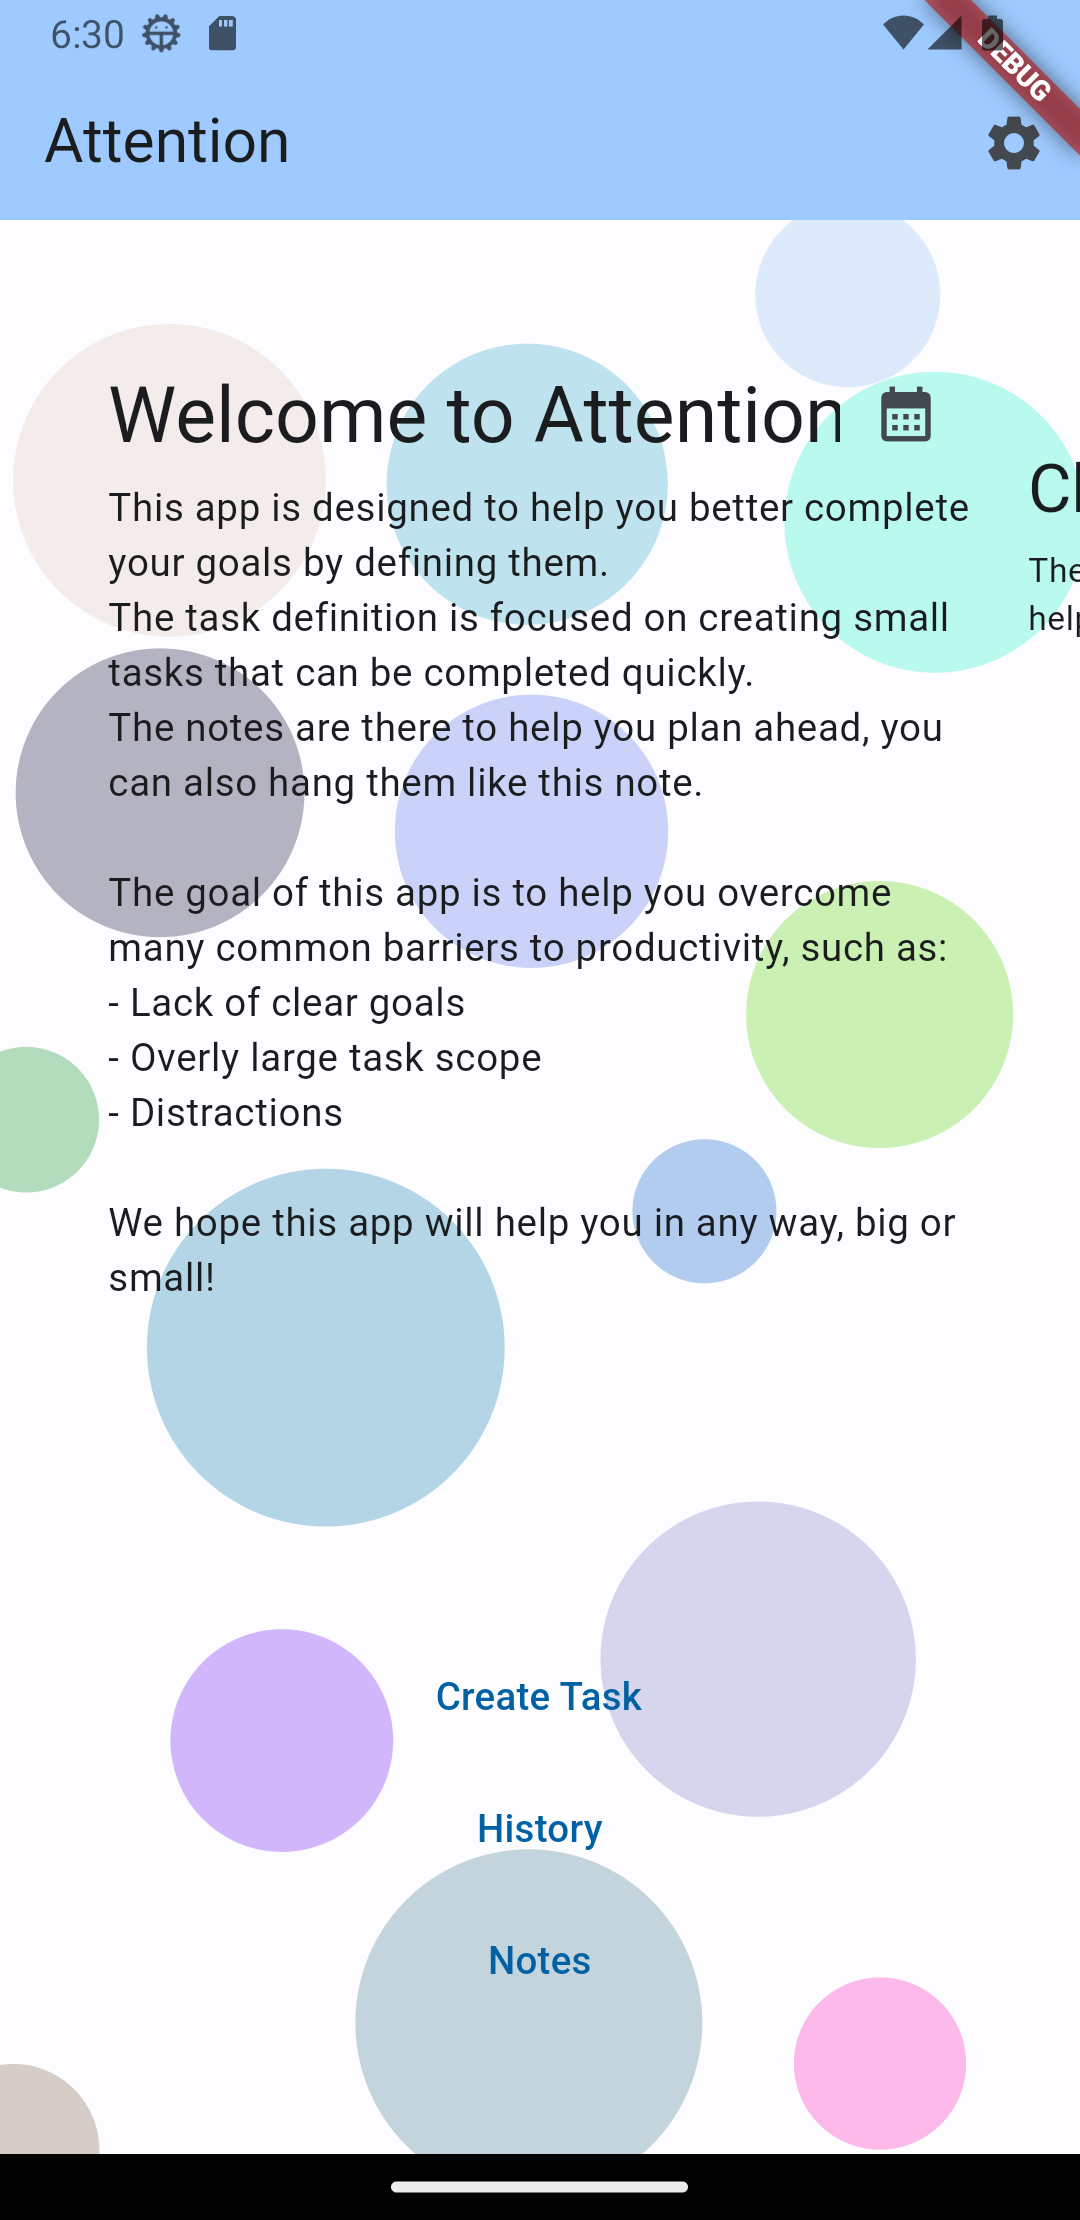 6:30
DEBUG
Attention
Welcome to Attention
This app is designed to help you better complete
your goals by defining them.
The task definition is focused on creating small
tasks that can be completed quickly.
The notes are there to help you plan ahead, you
can also hang them like this note.
The goal of this app is to help you overcome
many common barriers to productivity, such as:
- Lack of clear goals
- Overly large task scope
- Distractions
We hope this app will help you in any way, big or
small!
Create Task
History
Notes